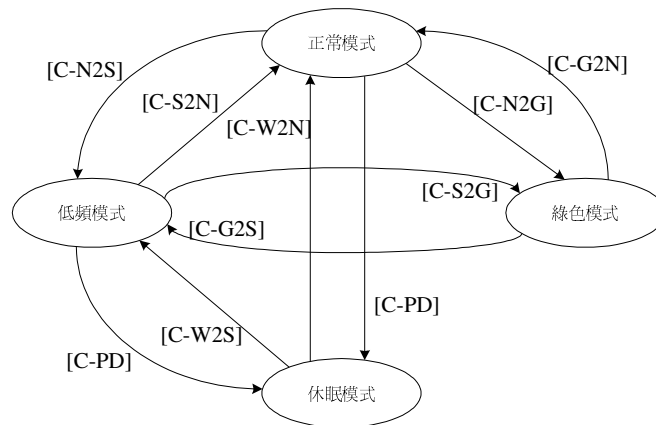 正常模式
[C-N2S]
[C-G2N]
[C-S2N]
[C-N2G]
[C-W2N]
[C-S2G]
低頻模式
綠色模式
[C-G2S]
[C-PD]
[C-W2S]
[C-PD]
休眠模式